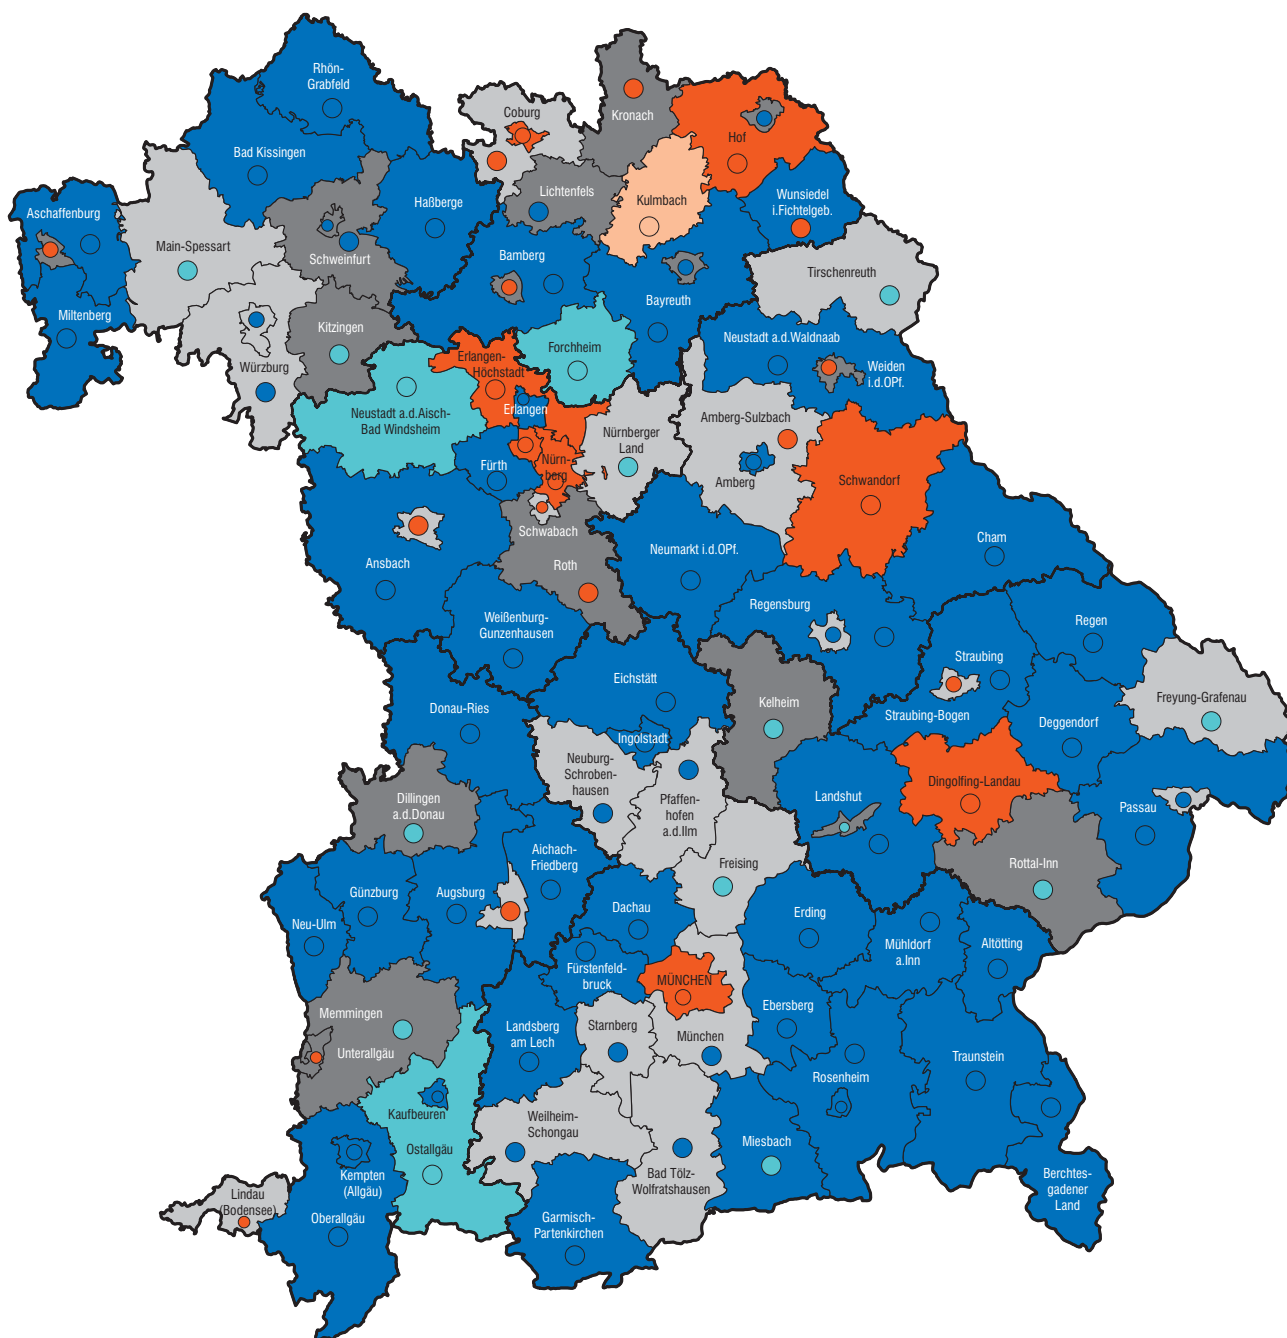 Rhön-
Grabfeld
Coburg
Kronach
Hof
Bad Kissingen
Lichtenfels
Kulmbach
Wunsiedel
i.Fichtelgeb.
Aschaffenburg
Haßberge
Main-Spessart
Schweinfurt
Bamberg
Tirschenreuth
Bayreuth
Miltenberg
Kitzingen
Neustadt a.d.Waldnaab
Forchheim
Erlangen-
Höchstadt
Würzburg
Weiden
i.d.OPf.
Neustadt a.d.Aisch-
Bad Windsheim
Erlangen
Amberg-Sulzbach
Nürnberger
Land
Fürth
Nürn-
berg
Amberg
Schwandorf
Schwabach
Cham
Neumarkt i.d.OPf.
Ansbach
Roth
Regensburg
Weißenburg-
Gunzenhausen
Regen
Straubing
Eichstätt
Kelheim
Freyung-Grafenau
Donau-Ries
Straubing-Bogen
Deggendorf
Ingolstadt
Neuburg-
Schroben-
hausen
Dingolfing-Landau
Pfaffen-
hofen
a.d.Ilm
Landshut
Dillingen
a.d.Donau
Passau
Aichach-
Friedberg
Freising
Rottal-Inn
Günzburg
Augsburg
Dachau
Erding
Neu-Ulm
Mühldorf
a.Inn
Altötting
Fürstenfeld-
bruck
MÜNCHEN
Ebersberg
Memmingen
Landsberg
am Lech
Starnberg
München
Unterallgäu
Rosenheim
Traunstein
Kaufbeuren
Weilheim-
Schongau
Miesbach
Ostallgäu
Bad Tölz-
Wolfratshausen
Kempten
(Allgäu)
Berchtes-
gadener
Land
Lindau
(Bodensee)
Oberallgäu
Garmisch-
Partenkirchen